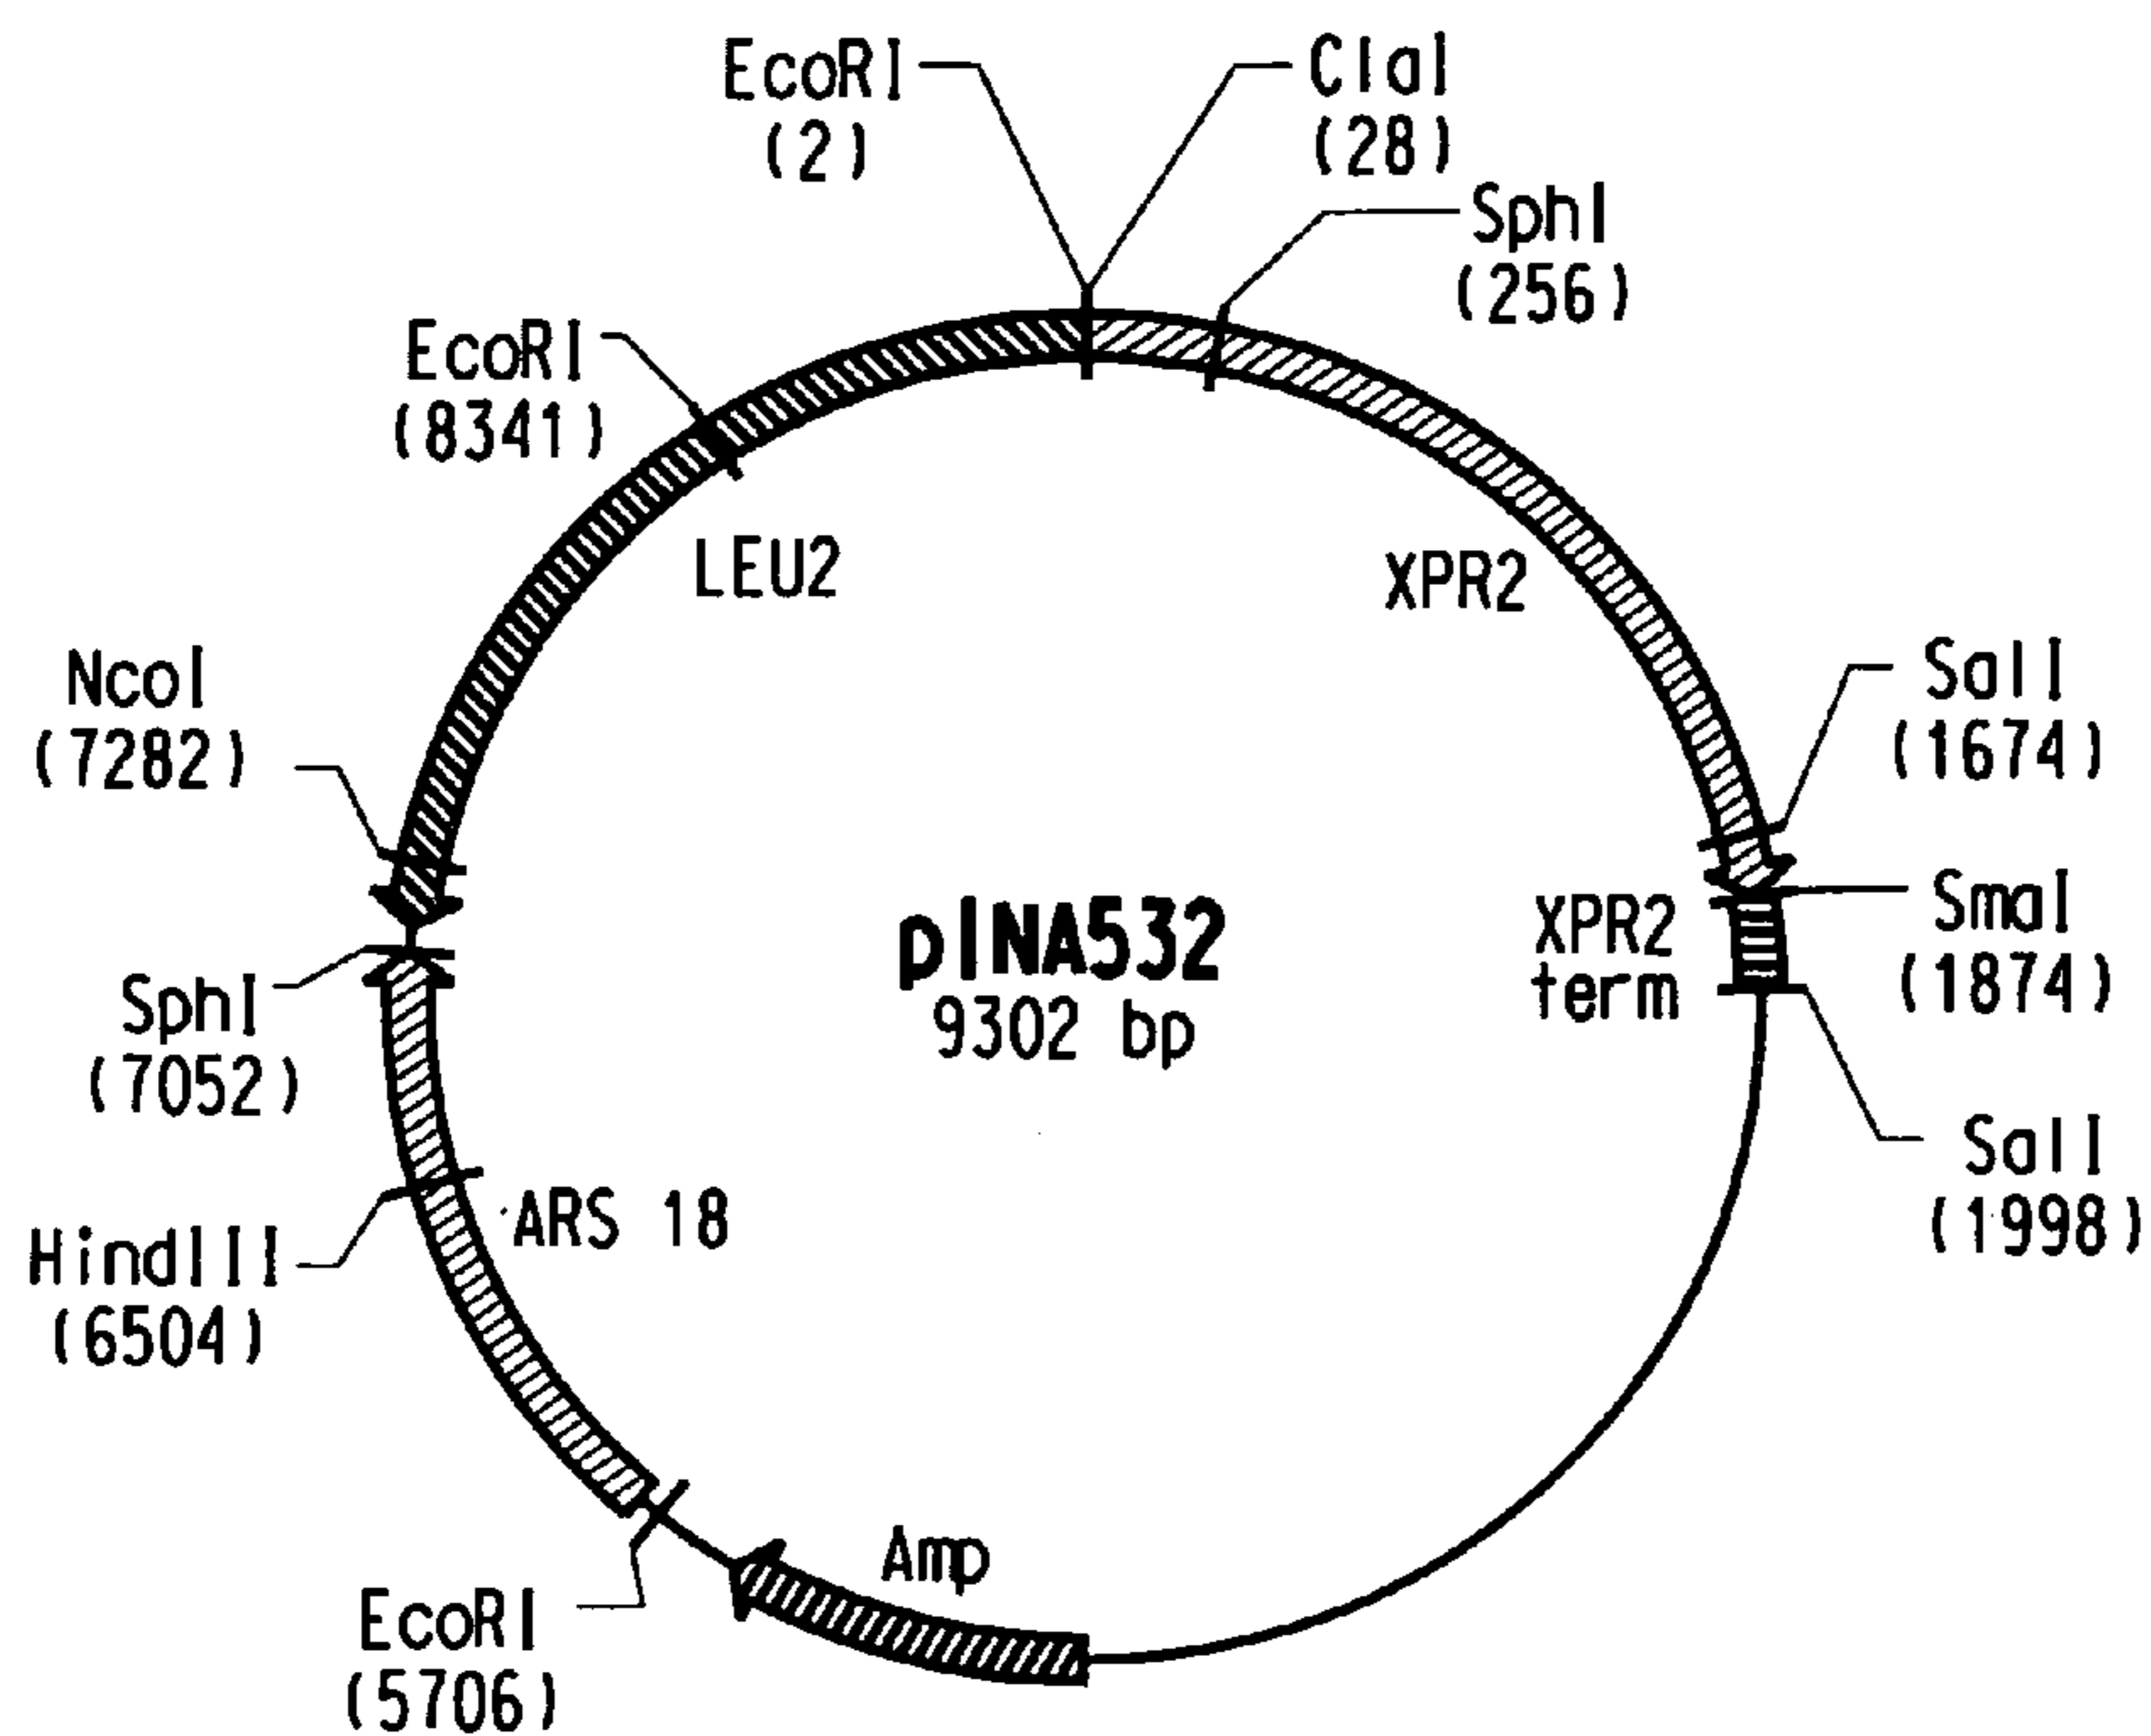 EcoRI
(2)
ClaI
(28)
SphI
(256)
EcoRI
(8341)
LEU2
XPR2
NcoI
(7282)
SalI
(1674)
pINA532
9302 bp
XPR2
term
SmaI
(1874)
SphI
(7052)
SalI
(1998)
HindIII
(6504)
ARS 18
Amp
EcoRI
(5706)